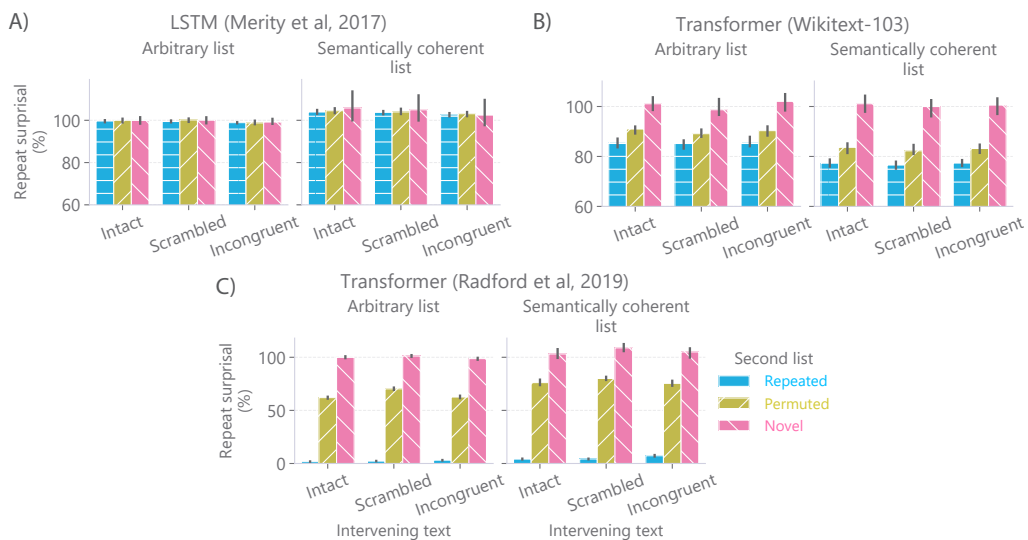 A)
LSTM (Merity et al, 2017)
Arbitrary list
Semantically coherent
list
Repeat surprisal
(%)
100
80
60
Intact
Scrambled
Incongruent
Intact
Scrambled
Incongruent
B)
Transformer (Wikitext-103)
Arbitrary list
Semantically coherent
list
100
80
60
Intact
Scrambled
Incongruent
Intact
Scrambled
Incongruent
C)
Transformer (Radford et al, 2019)
Arbitrary list
Semantically coherent
list
Repeat surprisal
(%)
100
50
0
Intact
Scrambled
Incongruent
Intervening text
Intact
Scrambled
Incongruent
Intervening text
Second list
Repeated
Permuted
Novel